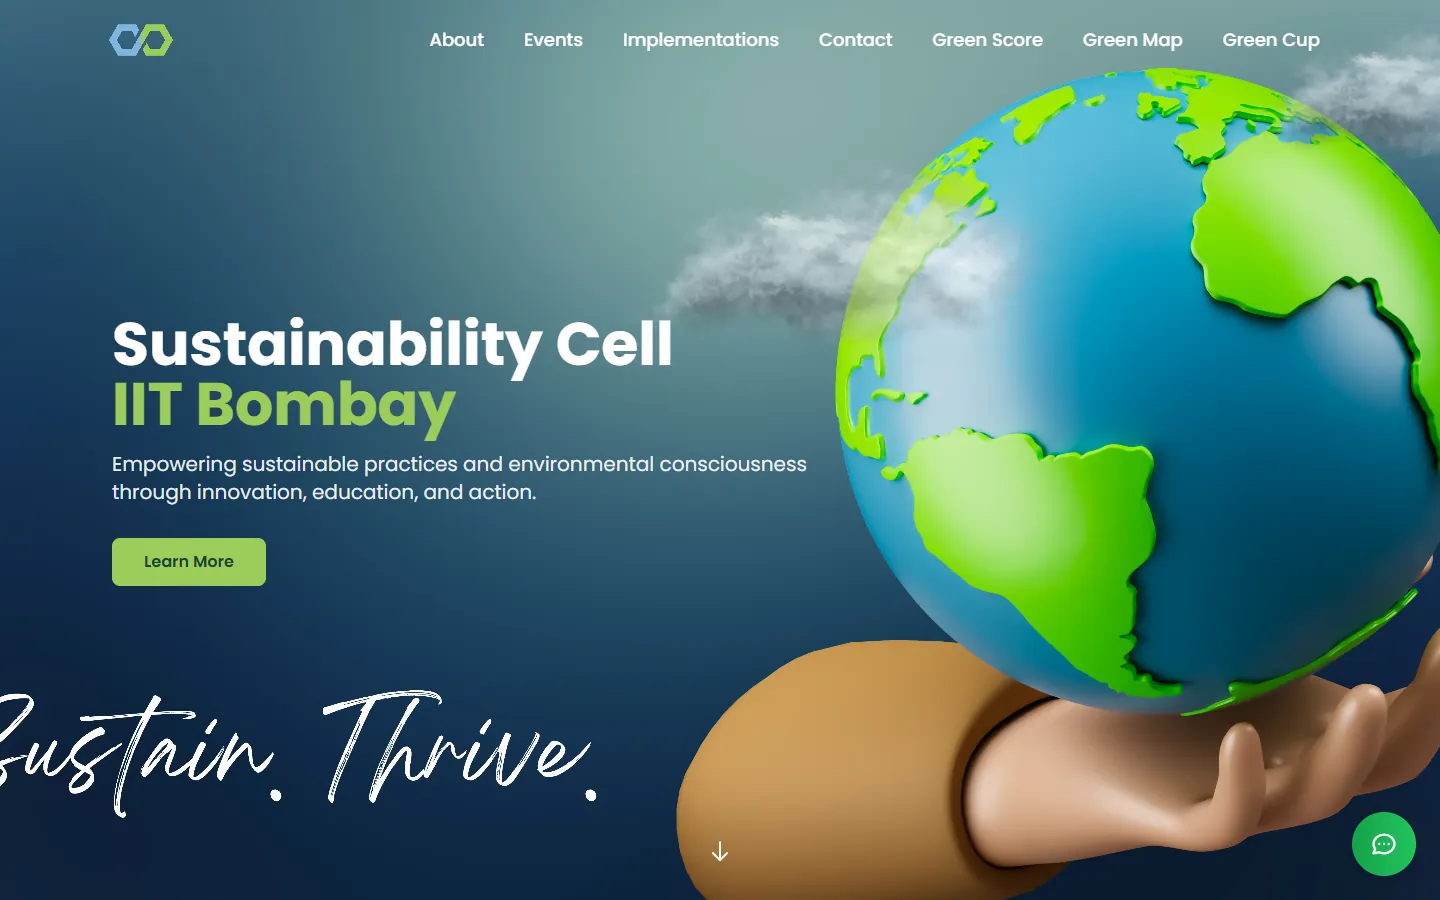 About Events Implementations Contact Green Score Green Map Green Cup
Sustainability Cell
IIT Bombay
Empowering sustainable practices and environmental consciousness
through innovation, education, and action.
Learn More
Sustain. Thrive.